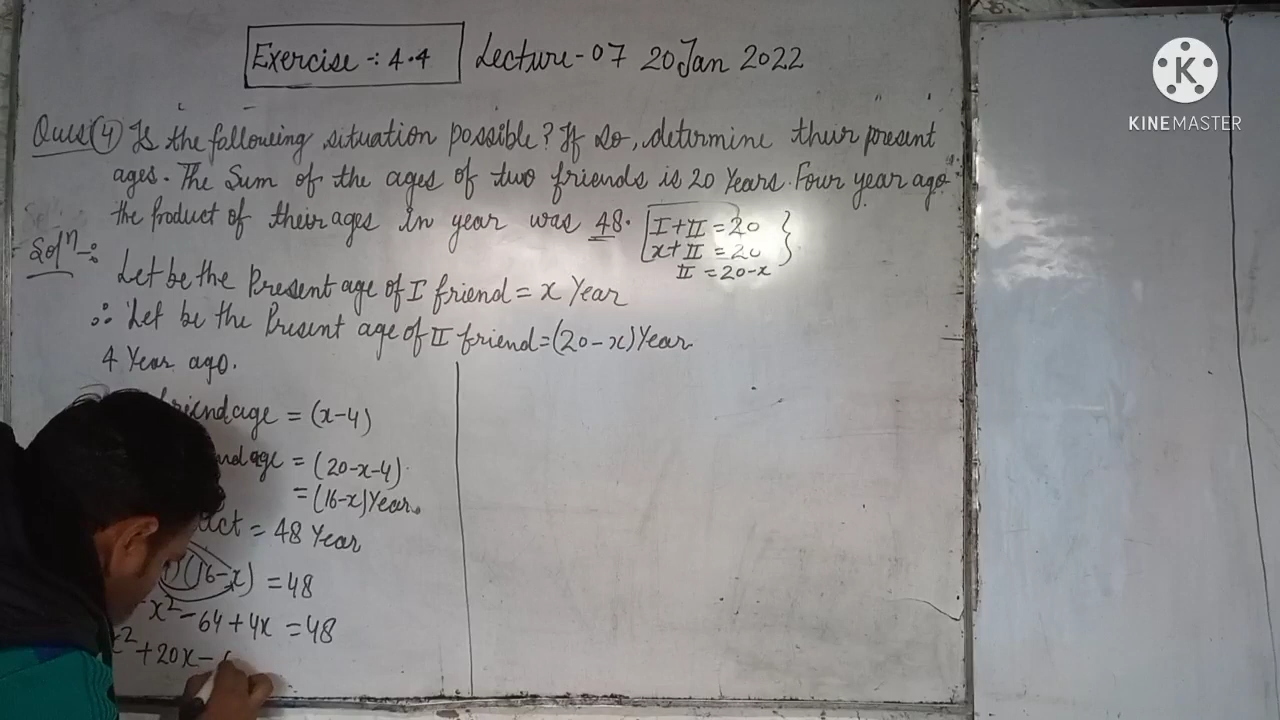 Exercise -: 4.4 Lecture-07 20 Jan 2022
KINEMASTER
Ques (4) Is the following situation possible? If so, determine their present
ages. The Sum of the ages of two friends is 20 Years. Four year ago
the Product of their ages in year was 48.
I + II = 20
x + II = 20
II = 20-x
Solⁿ -:
Let be the Present age of I friend = x Year
∴ Let be the Present age of II friend = (20-x) Year
4 Year ago.
friend age = (x-4)
age = (20-x-4).
= (16-x) Year.
= 48 Year
(16-x) = 48
x² - 64 + 4x = 48
x² + 20x -